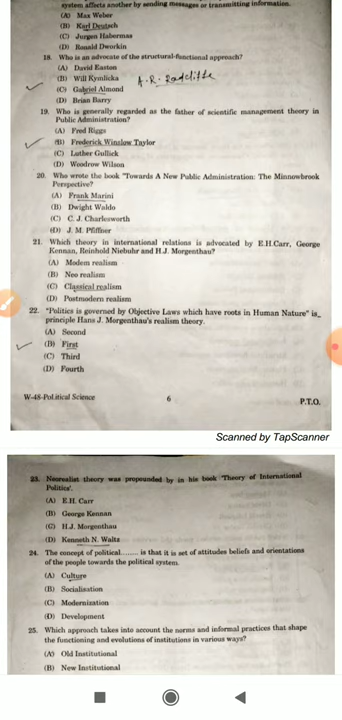 system affects another by sending messages or transmitting information.
(A) Max Weber
(B) Karl Deutsch
(C) Jurgen Habermas
(D) Ronald Dworkin
18. Who is an advocate of the structural-functional approach?
(A) David Easton
(B) Will Kymlicka
A.R. Radcliffe
(C) Gabriel Almond
(D) Brian Barry
19. Who is generally regarded as the father of scientific management theory in
Public Administration?
(A) Fred Riggs
(B) Frederick Winslow Taylor
(C) Luther Gullick
(D) Woodrow Wilson
20. Who wrote the book "Towards A New Public Administration: The Minnowbrook
Perspective?
(A) Frank Marini
(B) Dwight Waldo
(C) C. J. Charlesworth
(D) J. M. Pfiffner
21. Which theory in international relations is advocated by E.H.Carr, George
Kennan, Reinhold Niebuhr and H.J. Morgenthau?
(A) Modern realism
(B) Neo realism
(C) Classical realism
(D) Postmodern realism
22. "Politics is governed by Objective Laws which have roots in Human Nature" is
principle Hans J. Morgenthau's realism theory.
(A) Second
(B) First
(C) Third
(D) Fourth
W-48-Political Science 6 P.T.O.
Scanned by TapScanner
23. Neorealist theory was propounded by in his book 'Theory of International
Politics'.
(A) E.H. Carr
(B) George Kennan
(C) H.J. Morgenthau
(D) Kenneth N. Waltz
24. The concept of political........ is that it is set of attitudes beliefs and orientations
of the people towards the political system.
(A) Culture
(B) Socialisation
(C) Modernization
(D) Development
25. Which approach takes into account the norms and informal practices that shape
the functioning and evolutions of institutions in various ways?
(A) Old Institutional
(B) New Institutional